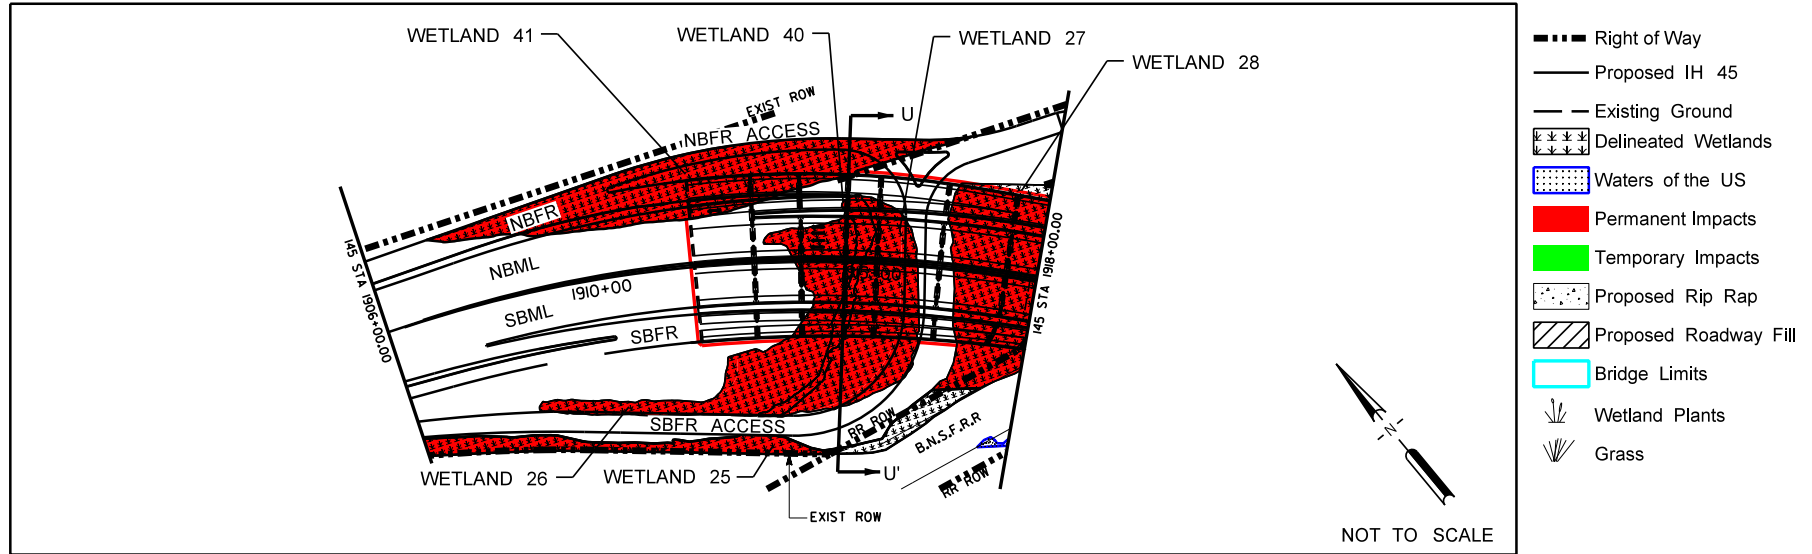 WETLAND 41
WETLAND 40
WETLAND 27
WETLAND 28
EXIST ROW
U
NBFR ACCESS
NBFR
NBML
1910+00
SBML
SBFR
SBFR ACCESS
I45 STA 1906+00.00
I45 STA 1918+00.00
RR ROW
B.N.S.F.R.R
RR ROW
U'
WETLAND 26
WETLAND 25
EXIST ROW
N
NOT TO SCALE
Right of Way
Proposed IH 45
Existing Ground
Delineated Wetlands
Waters of the US
Permanent Impacts
Temporary Impacts
Proposed Rip Rap
Proposed Roadway Fill
Bridge Limits
Wetland Plants
Grass